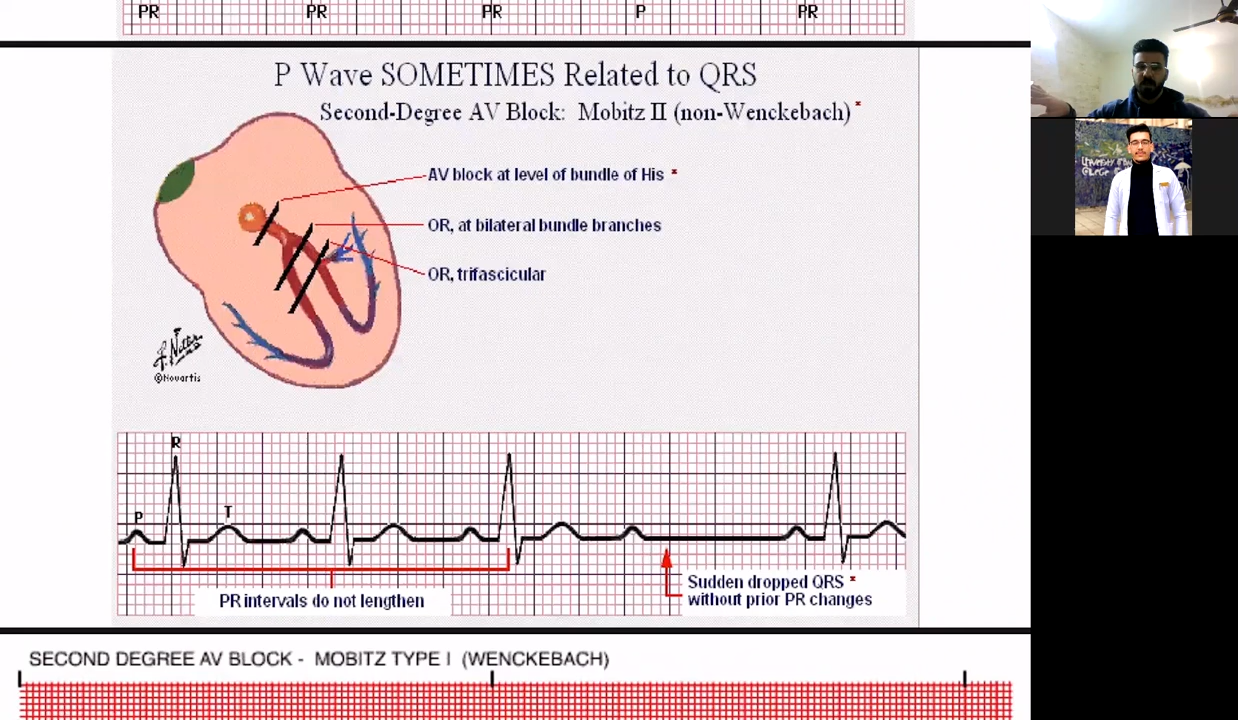 PR PR PR P PR
P Wave SOMETIMES Related to QRS
Second-Degree AV Block: Mobitz II (non-Wenckebach)*
AV block at level of bundle of His *
OR, at bilateral bundle branches
OR, trifascicular
©Novartis
R
P
T
PR intervals do not lengthen
Sudden dropped QRS *
without prior PR changes
SECOND DEGREE AV BLOCK - MOBITZ TYPE I (WENCKEBACH)